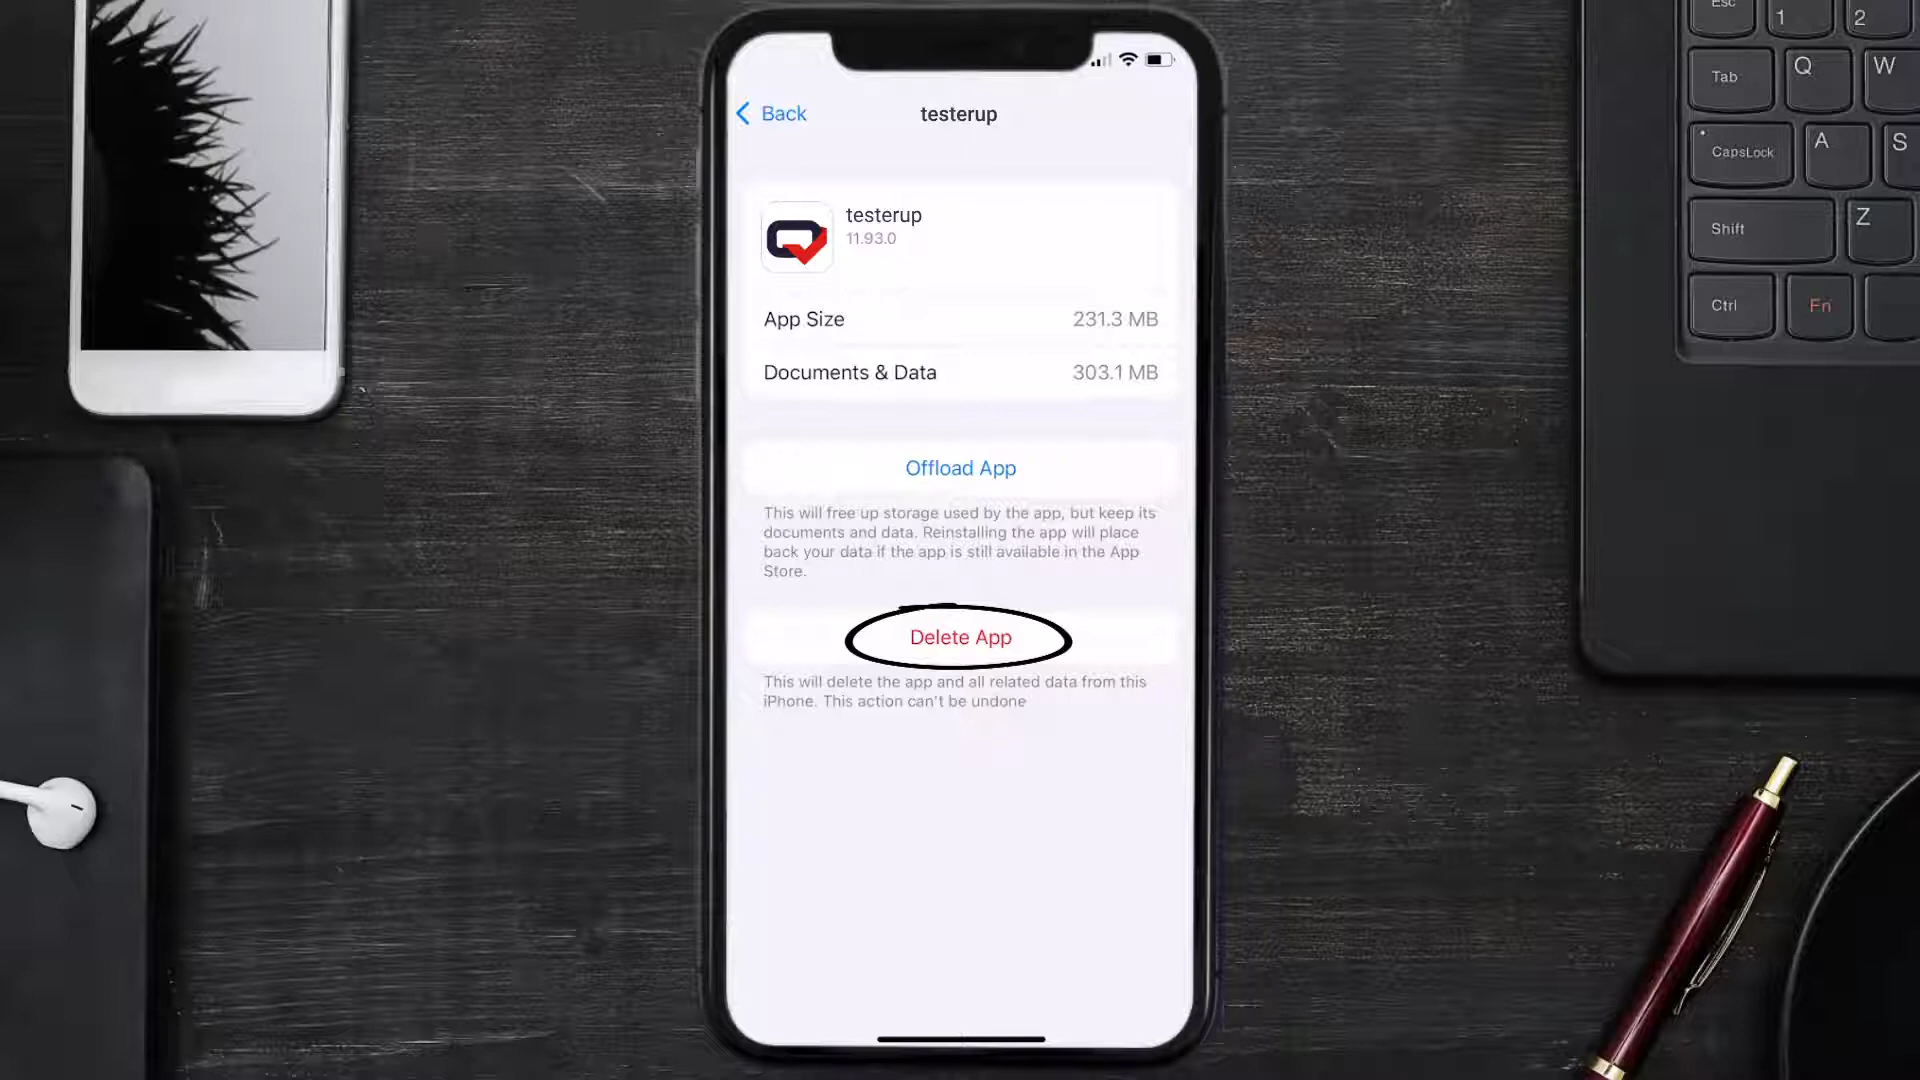 Back
testerup
testerup
11.93.0
App Size 231.3 MB
Documents & Data 303.1 MB
Offload App
This will free up storage used by the app, but keep its
documents and data. Reinstalling the app will place
back your data if the app is still available in the App
Store.
Delete App
This will delete the app and all related data from this
iPhone. This action can't be undone
Esc 1 2
Tab Q W
CapsLock A S
Shift Z
Ctrl Fn